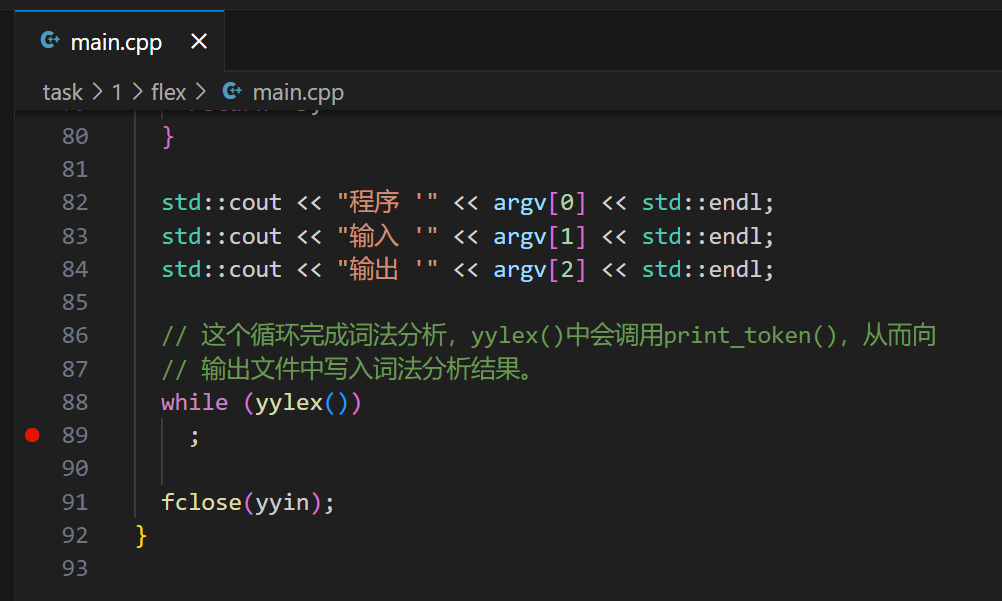 main.cpp
task > 1 > flex > main.cpp
80 }
81
82 std::cout << "程序 '" << argv[0] << std::endl;
83 std::cout << "输入 '" << argv[1] << std::endl;
84 std::cout << "输出 '" << argv[2] << std::endl;
85
86 // 这个循环完成词法分析，yylex()中会调用print_token()，从而向
87 // 输出文件中写入词法分析结果。
88 while (yylex())
89 ;
90
91 fclose(yyin);
92 }
93